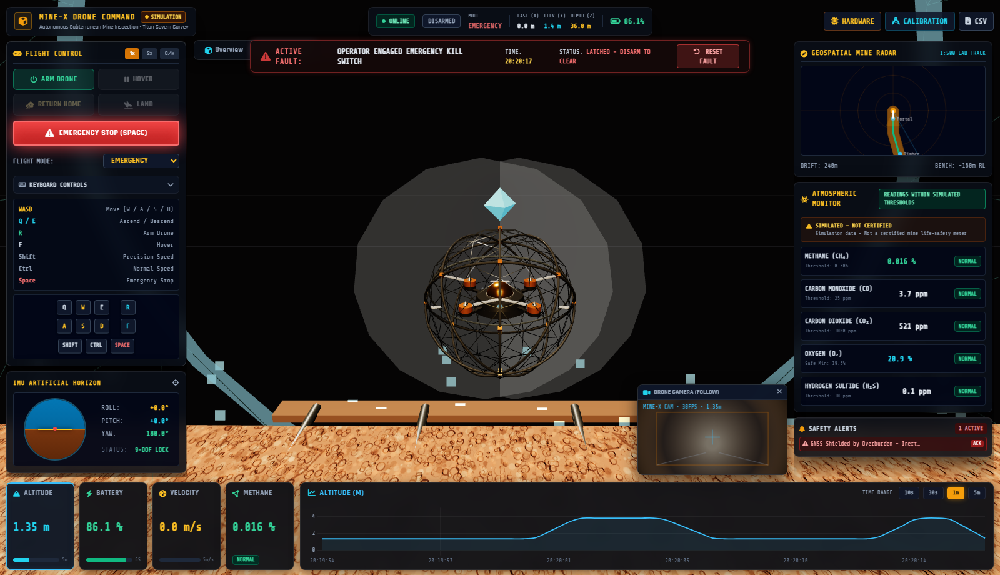 MINE-X DRONE COMMAND
SIMULATION
Autonomous Subterranean Mine Inspection • Titan Cavern Survey
ONLINE
DISARMED
MODE
EMERGENCY
EAST (X)
0.0 m
ELEV (Y)
1.4 m
DEPTH (Z)
36.0 m
86.1%
HARDWARE
CALIBRATION
CSV
FLIGHT CONTROL
1x
2x
0.4x
ARM DRONE
HOVER
RETURN HOME
LAND
EMERGENCY STOP (SPACE)
FLIGHT MODE:
EMERGENCY
KEYBOARD CONTROLS
WASD
Move (W / A / S / D)
Q / E
Ascend / Descend
R
Arm Drone
F
Hover
Shift
Precision Speed
Ctrl
Normal Speed
Space
Emergency Stop
Q
W
E
R
A
S
D
F
SHIFT
CTRL
SPACE
IMU ARTIFICIAL HORIZON
ROLL:
+0.0°
PITCH:
+0.0°
YAW:
180.0°
STATUS:
9-DOF LOCK
Overview
ACTIVE
FAULT:
OPERATOR ENGAGED EMERGENCY KILL
SWITCH
TIME:
20:20:17
STATUS: LATCHED - DISARM TO
CLEAR
RESET
FAULT
GEOSPATIAL MINE RADAR
1:500 CAD TRACK
Portal
Timber
DRIFT: 240m
BENCH: -160m RL
ATMOSPHERIC
MONITOR
READINGS WITHIN SIMULATED
THRESHOLDS
SIMULATED — NOT CERTIFIED
Simulation data - Not a certified mine life-safety meter
METHANE (CH₄)
Threshold: 0.50%
0.016 %
NORMAL
CARBON MONOXIDE (CO)
Threshold: 25 ppm
3.7 ppm
NORMAL
CARBON DIOXIDE (CO₂)
Threshold: 1000 ppm
521 ppm
NORMAL
OXYGEN (O₂)
Safe Min: 19.5%
20.9 %
NORMAL
HYDROGEN SULFIDE (H₂S)
Threshold: 10 ppm
0.1 ppm
NORMAL
DRONE CAMERA (FOLLOW)
MINE-X CAM • 30FPS • 1.35m
SAFETY ALERTS
1 ACTIVE
GNSS Shielded by Overburden - Inert…
ACK
ALTITUDE
1.35 m
5m
BATTERY
86.1 %
6S
VELOCITY
0.0 m/s
5m/s
METHANE
0.016 %
NORMAL
ALTITUDE (M)
TIME RANGE
10s
30s
1m
5m
4
2
0
20:19:54
20:19:57
20:20:01
20:20:05
20:20:10
20:20:14